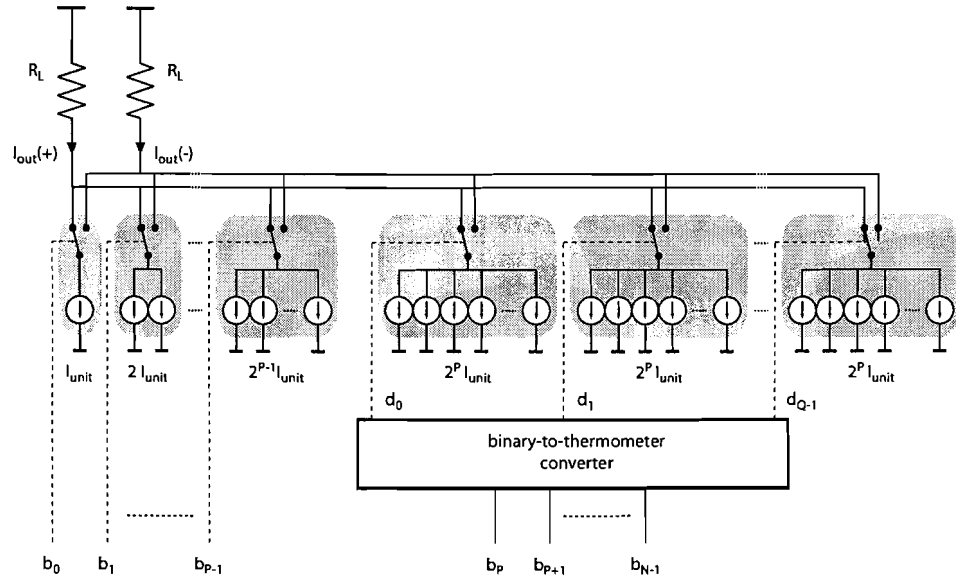 R_L R_L
I_out(+) I_out(-)
I_unit 2 I_unit 2^{P-1} I_unit 2^P I_unit 2^P I_unit 2^P I_unit
d_0 d_1 d_{Q-1}
binary-to-thermometer
converter
b_0 b_1 b_{P-1} b_P b_{P+1} b_{N-1}